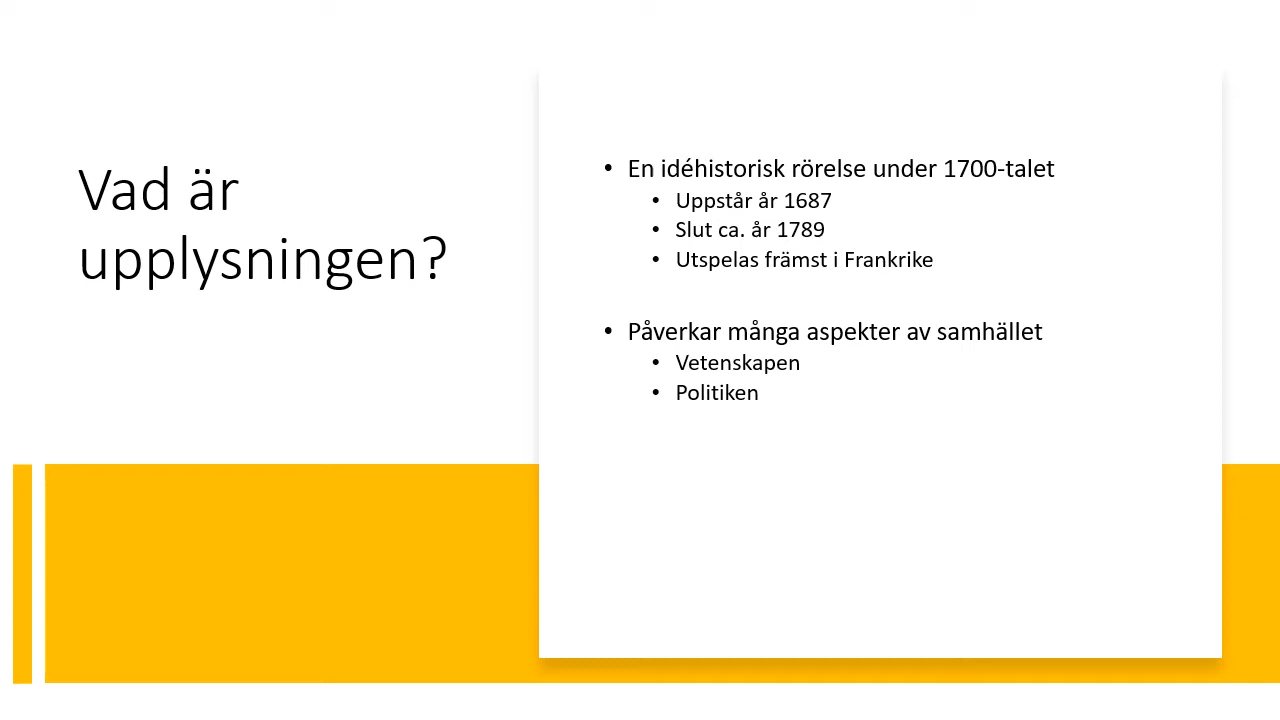 Vad är
upplysningen?
• En idéhistorisk rörelse under 1700-talet
• Uppstår år 1687
• Slut ca. år 1789
• Utspelas främst i Frankrike
• Påverkar många aspekter av samhället
• Vetenskapen
• Politiken